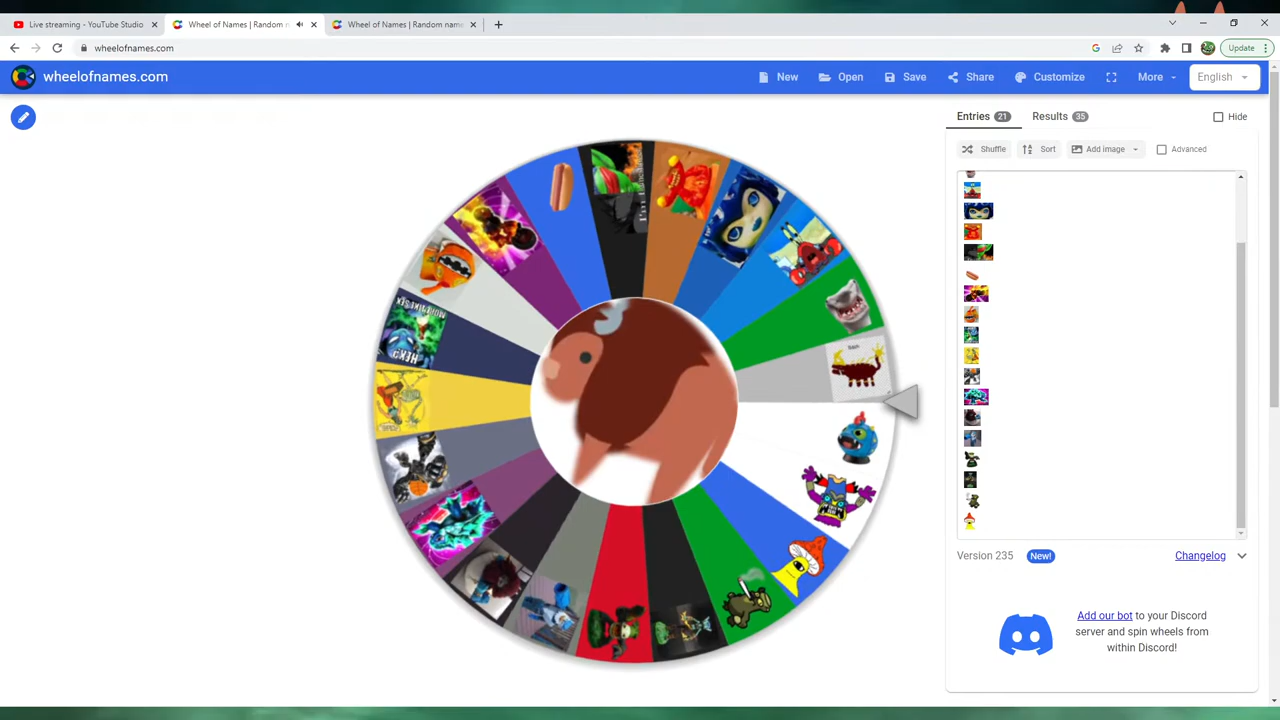 Live streaming - YouTube Studio
Wheel of Names | Random n
Wheel of Names | Random name
wheelofnames.com
Update
wheelofnames.com
New
Open
Save
Share
Customize
More
English
Entries 21
Results 35
Hide
Shuffle
Sort
Add image
Advanced
HEK?
Version 235
New!
Changelog
Add our bot to your Discord
server and spin wheels from
within Discord!